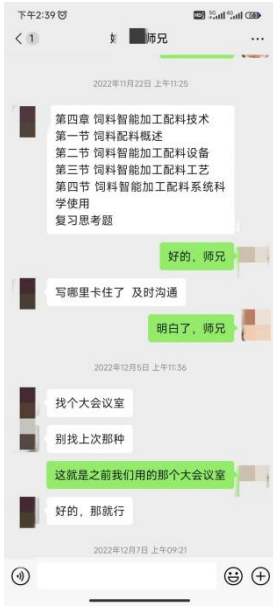 下午2:39
HD 5G 4G
1 师兄
2022年11月22日 上午11:25
第四章 饲料智能加工配料技术
第一节 饲料配料概述
第二节 饲料智能加工配料设备
第三节 饲料智能加工配料工艺
第四节 饲料智能加工配料系统科
学使用
复习思考题
好的，师兄
写哪里卡住了 及时沟通
明白了，师兄
2022年12月5日 上午11:36
找个大会议室
别找上次那种
这就是之前我们用的那个大会议室
好的，那就行
2022年12月7日 上午09:21